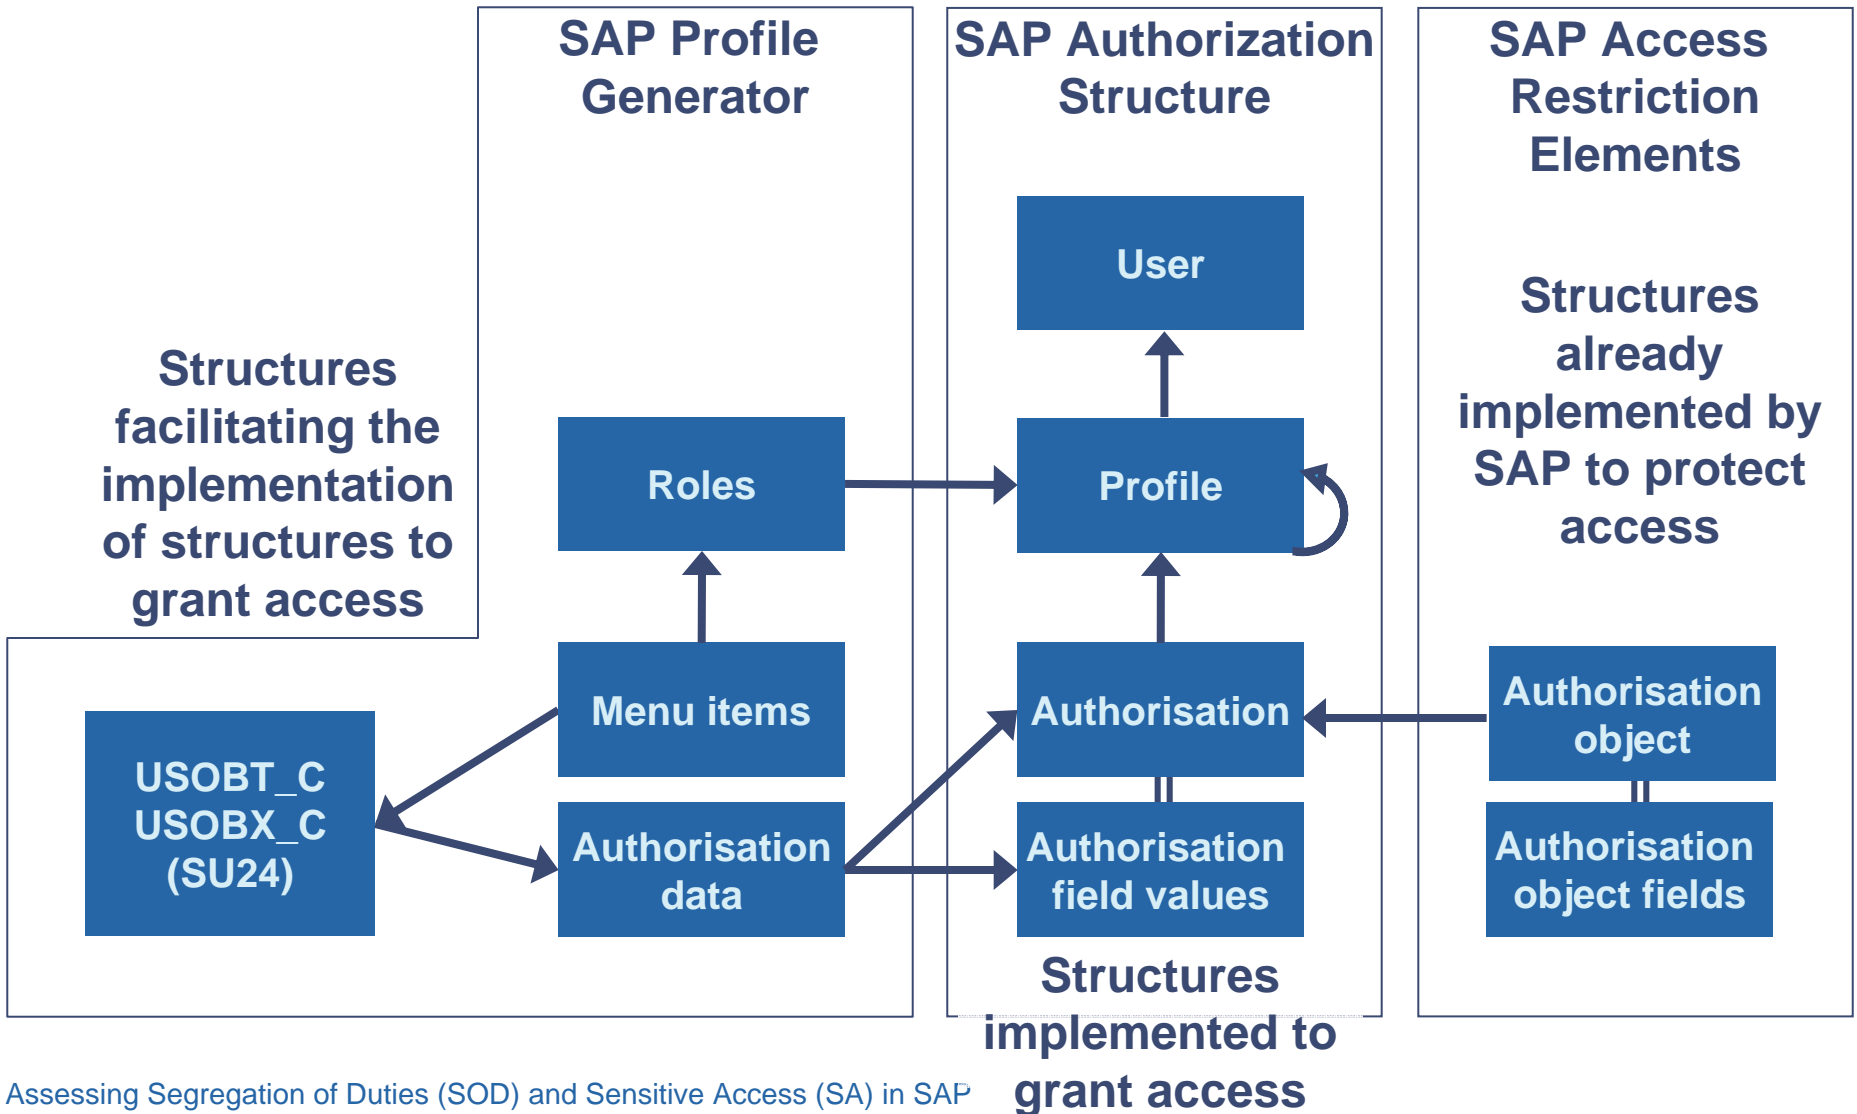 SAP Profile
Generator
SAP Authorization
Structure
SAP Access
Restriction
Elements
Structures
facilitating the
implementation
of structures to
grant access
User
Structures
already
implemented by
SAP to protect
access
Roles
Profile
Menu items
Authorisation
Authorisation
object
USOBT_C
USOBX_C
(SU24)
Authorisation
data
Authorisation
field values
Authorisation
object fields
Structures
implemented to
grant access
Assessing Segregation of Duties (SOD) and Sensitive Access (SA) in SAP